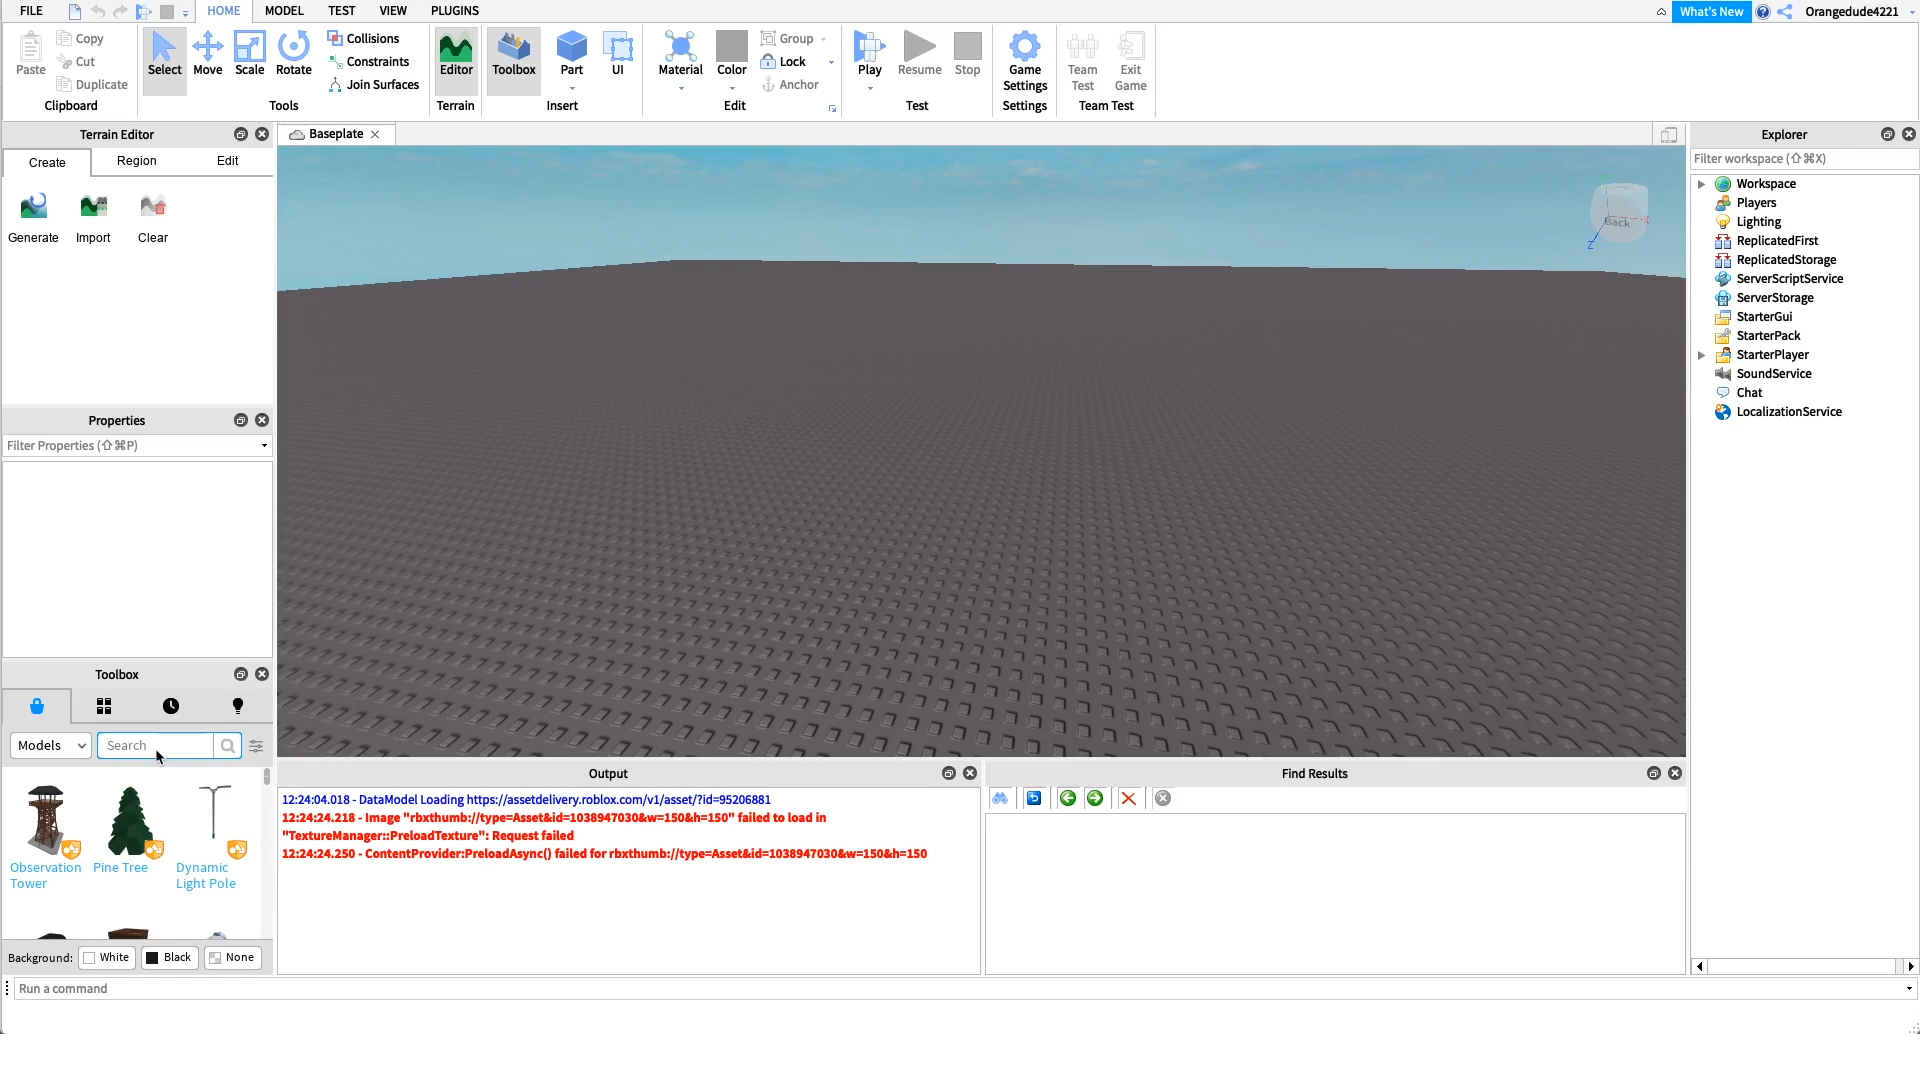 FILE HOME MODEL TEST VIEW PLUGINS What's New Orangedude4221
Paste Copy Cut Duplicate
Clipboard
Select Move Scale Rotate Collisions Constraints Join Surfaces
Tools
Editor
Terrain
Toolbox Part UI
Insert
Material Color Group Lock Anchor
Edit
Play Resume Stop
Test
Game Settings
Settings
Team Test Exit Game
Team Test
Terrain Editor
Create Region Edit
Generate Import Clear
Properties
Filter Properties (⇧⌘P)
Toolbox
Models Search
Observation Tower
Pine Tree
Dynamic Light Pole
Background: White Black None
Baseplate
Back
X
Z
Output
12:24:04.018 - DataModel Loading https://assetdelivery.roblox.com/v1/asset/?id=95206881
12:24:24.218 - Image "rbxthumb://type=Asset&id=1038947030&w=150&h=150" failed to load in
"TextureManager::PreloadTexture": Request failed
12:24:24.250 - ContentProvider:PreloadAsync() failed for rbxthumb://type=Asset&id=1038947030&w=150&h=150
Find Results
Explorer
Filter workspace (⇧⌘X)
Workspace
Players
Lighting
ReplicatedFirst
ReplicatedStorage
ServerScriptService
ServerStorage
StarterGui
StarterPack
StarterPlayer
SoundService
Chat
LocalizationService
Run a command